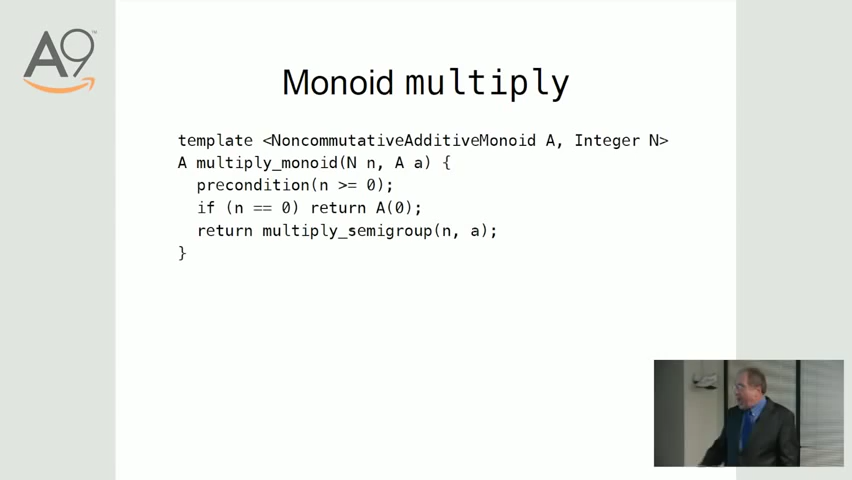 A9
Monoid multiply
template <NoncommutativeAdditiveMonoid A, Integer N>
A multiply_monoid(N n, A a) {
precondition(n >= 0);
if (n == 0) return A(0);
return multiply_semigroup(n, a);
}